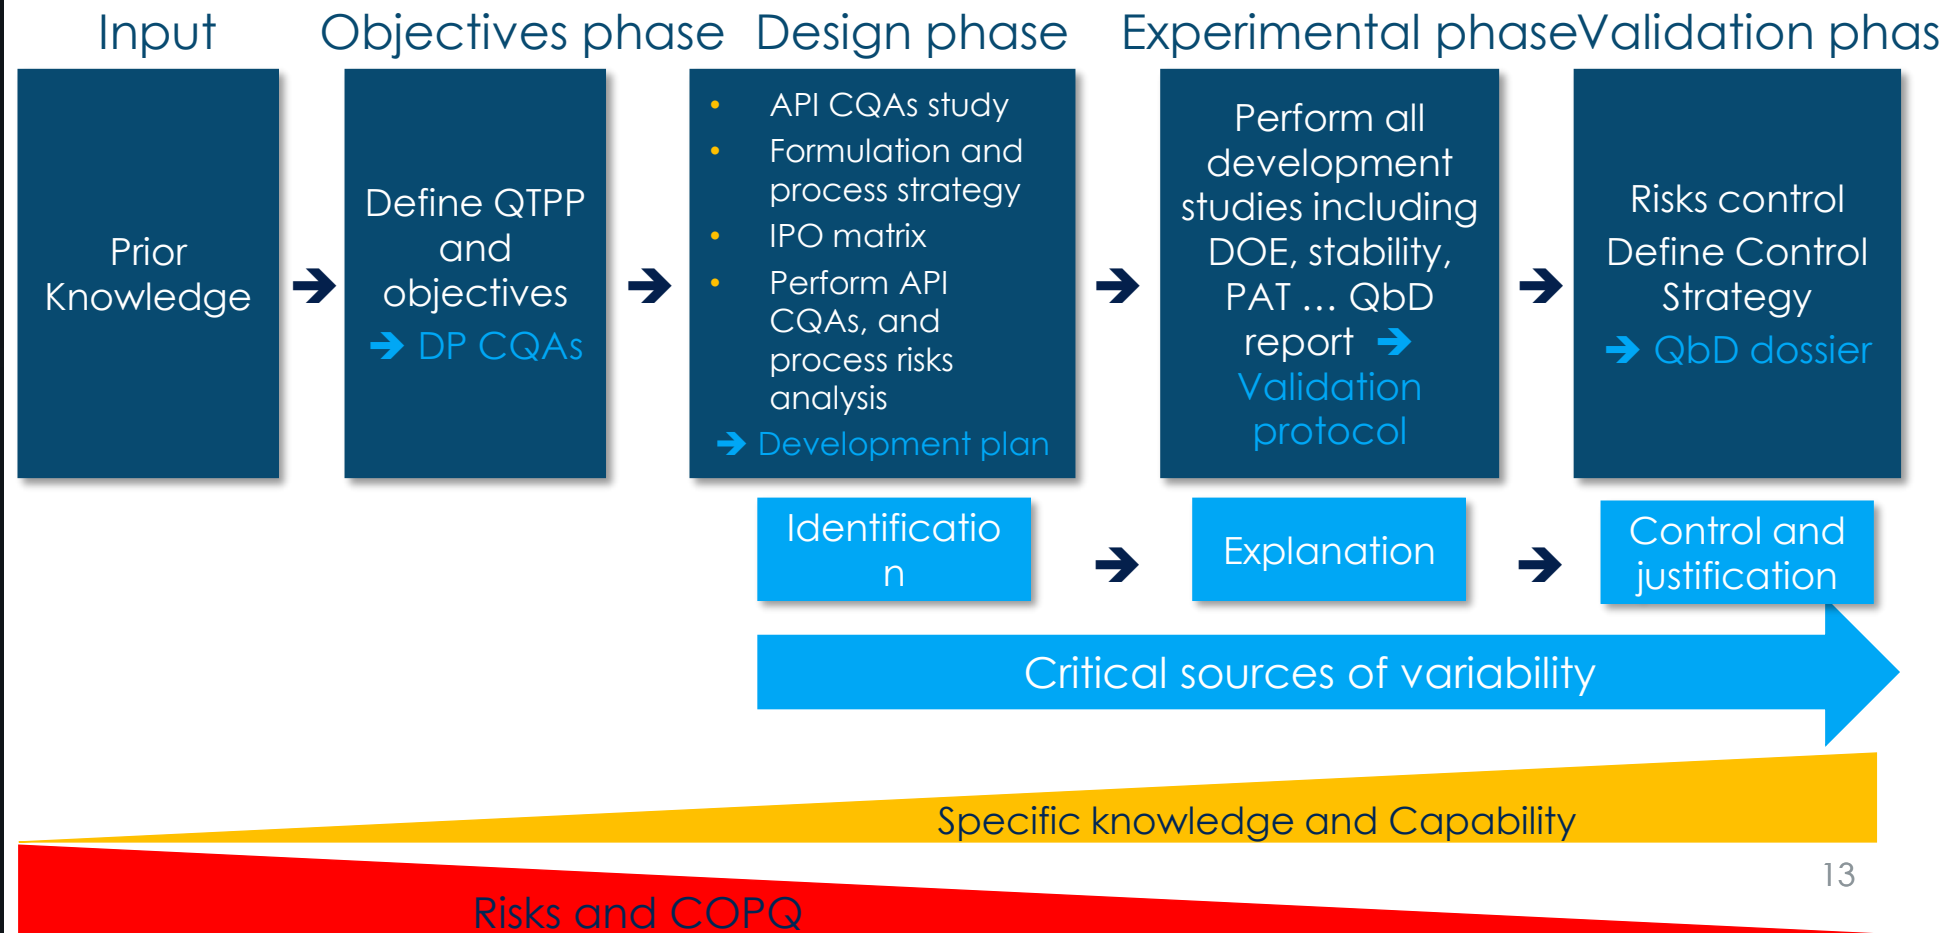 Input
Objectives phase
Design phase
Experimental phase
Validation phas
Prior
Knowledge
➔
Define QTPP
and
objectives
➔ DP CQAs
➔
• API CQAs study
• Formulation and
process strategy
• IPO matrix
• Perform API
CQAs, and
process risks
analysis
➔ Development plan
➔
Perform all
development
studies including
DOE, stability,
PAT … QbD
report ➔
Validation
protocol
➔
Risks control
Define Control
Strategy
➔ QbD dossier
Identificatio
n
➔
Explanation
➔
Control and
justification
Critical sources of variability
Specific knowledge and Capability
13
Risks and COPQ